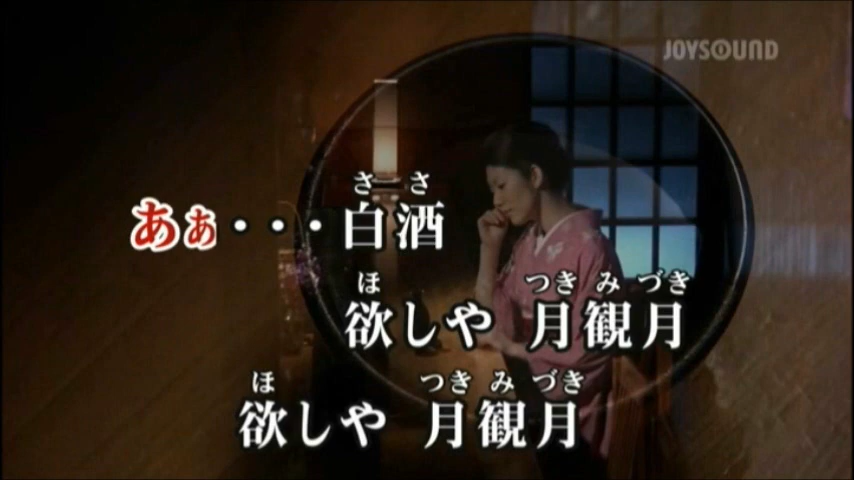 JOYSOUND
ささ
あぁ・・・白酒
ほ つき み づき
欲しや 月観月
ほ つき み づき
欲しや 月観月